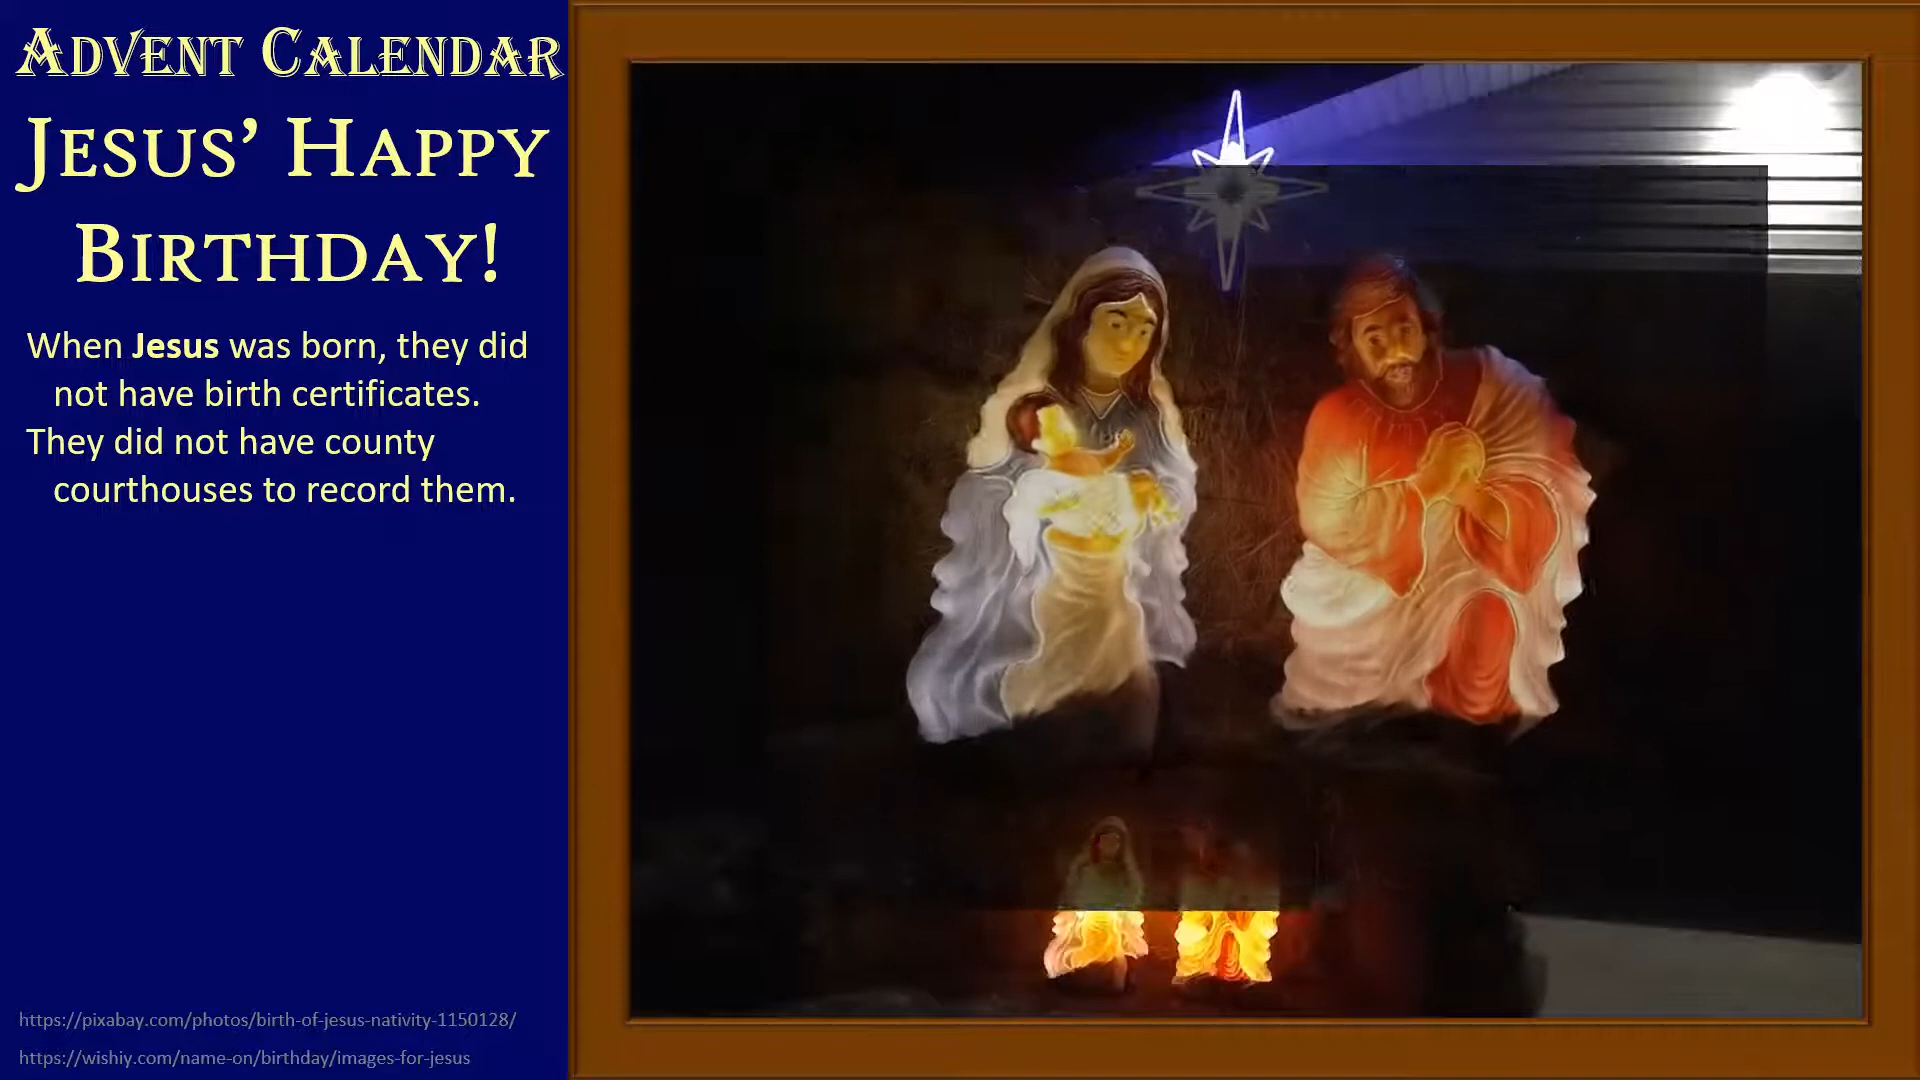 ADVENT CALENDAR
JESUS’ HAPPY
BIRTHDAY!
When Jesus was born, they did
not have birth certificates.
They did not have county
courthouses to record them.
https://pixabay.com/photos/birth-of-jesus-nativity-1150128/
https://wishiy.com/name-on/birthday/images-for-jesus